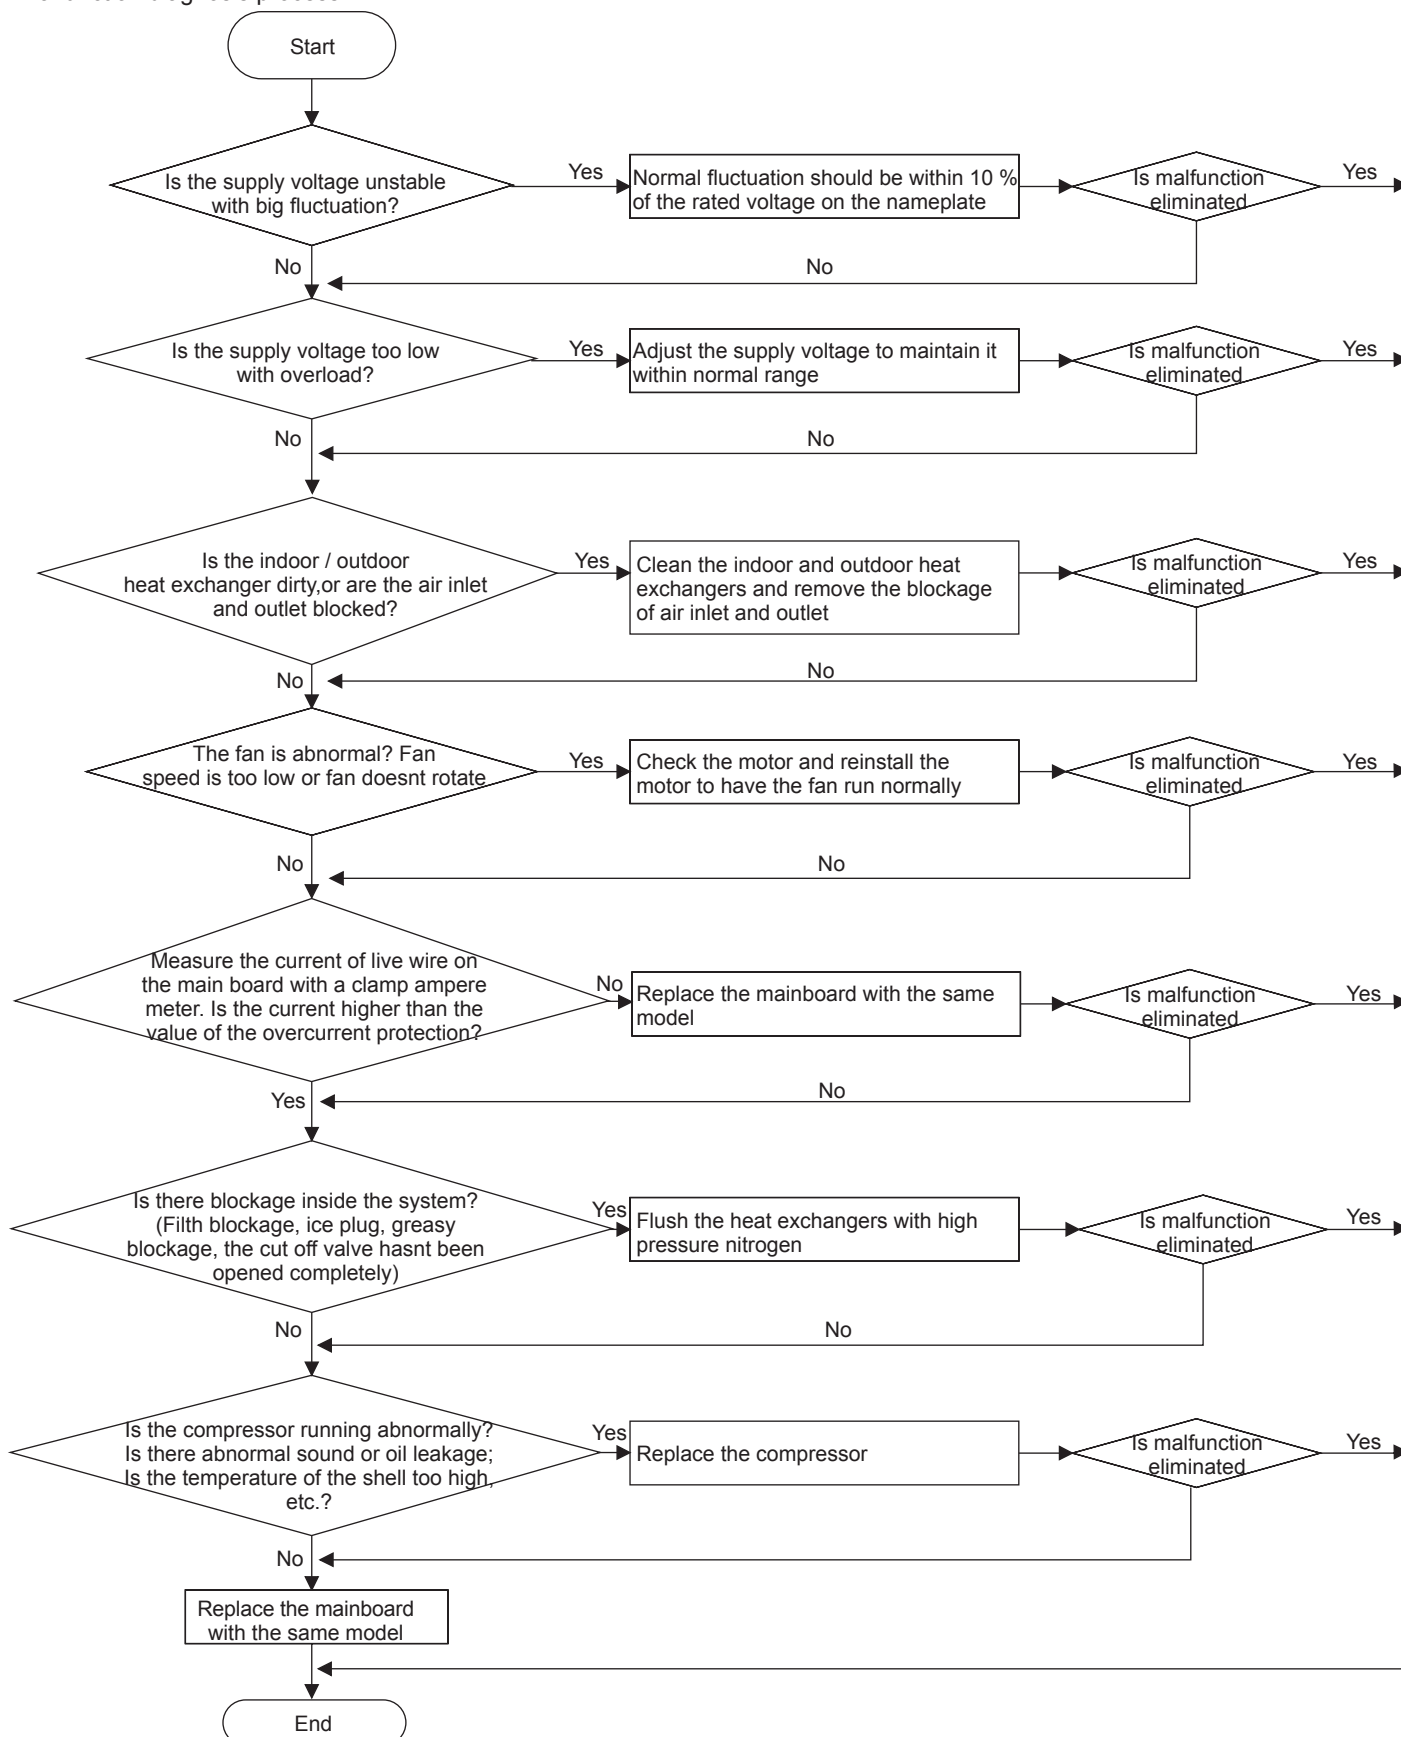 Start
Is the supply voltage unstable
with big fluctuation?
Yes
Normal fluctuation should be within 10 %
of the rated voltage on the nameplate
Is malfunction
eliminated
Yes
No
No
Is the supply voltage too low
with overload?
Yes
Adjust the supply voltage to maintain it
within normal range
Is malfunction
eliminated
Yes
No
No
Is the indoor / outdoor
heat exchanger dirty,or are the air inlet
and outlet blocked?
Yes
Clean the indoor and outdoor heat
exchangers and remove the blockage
of air inlet and outlet
Is malfunction
eliminated
Yes
No
No
The fan is abnormal? Fan
speed is too low or fan doesnt rotate
Yes
Check the motor and reinstall the
motor to have the fan run normally
Is malfunction
eliminated
Yes
No
No
Measure the current of live wire on
the main board with a clamp ampere
meter. Is the current higher than the
value of the overcurrent protection?
No
Replace the mainboard with the same
model
Is malfunction
eliminated
Yes
Yes
No
Is there blockage inside the system?
(Filth blockage, ice plug, greasy
blockage, the cut off valve hasnt been
opened completely)
Yes
Flush the heat exchangers with high
pressure nitrogen
Is malfunction
eliminated
Yes
No
No
Is the compressor running abnormally?
Is there abnormal sound or oil leakage;
Is the temperature of the shell too high,
etc.?
Yes
Replace the compressor
Is malfunction
eliminated
Yes
No
Replace the mainboard
with the same model
End